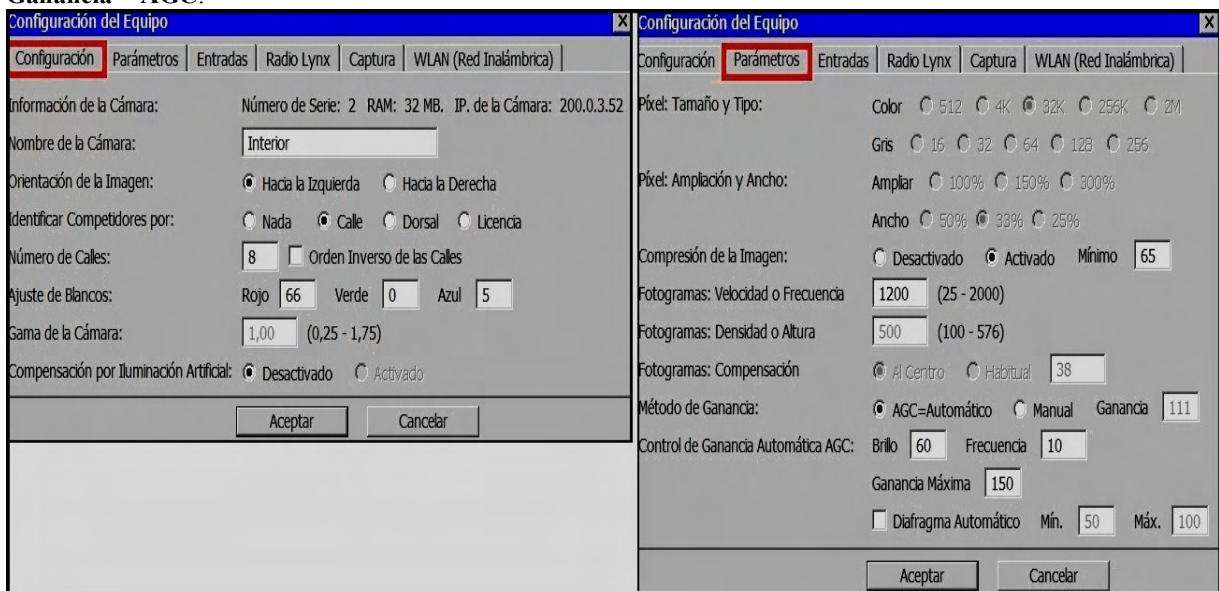 Ganancia = AGC.
Configuración del Equipo X
Configuración Parámetros Entradas Radio Lynx Captura WLAN (Red Inalámbrica)
Información de la Cámara: Número de Serie: 2 RAM: 32 MB. IP. de la Cámara: 200.0.3.52
Nombre de la Cámara: Interior
Orientación de la Imagen: Hacia la Izquierda Hacia la Derecha
Identificar Competidores por: Nada Calle Dorsal Licencia
Número de Calles: 8 Orden Inverso de las Calles
Ajuste de Blancos: Rojo 66 Verde 0 Azul 5
Gama de la Cámara: 1,00 (0,25 - 1,75)
Compensación por Iluminación Artificial: Desactivado Activado
Aceptar Cancelar
Configuración del Equipo X
Configuración Parámetros Entradas Radio Lynx Captura WLAN (Red Inalámbrica)
Píxel: Tamaño y Tipo: Color 512 4K 32K 256K 2M
Gris 16 32 64 128 256
Píxel: Ampliación y Ancho: Ampliar 100% 150% 300%
Ancho 50% 33% 25%
Compresión de la Imagen: Desactivado Activado Mínimo 65
Fotogramas: Velocidad o Frecuencia 1200 (25 - 2000)
Fotogramas: Densidad o Altura 500 (100 - 576)
Fotogramas: Compensación Al Centro Habitual 38
Método de Ganancia: AGC=Automático Manual Ganancia 111
Control de Ganancia Automática AGC: Brillo 60 Frecuencia 10
Ganancia Máxima 150
Diafragma Automático Mín. 50 Máx. 100
Aceptar Cancelar